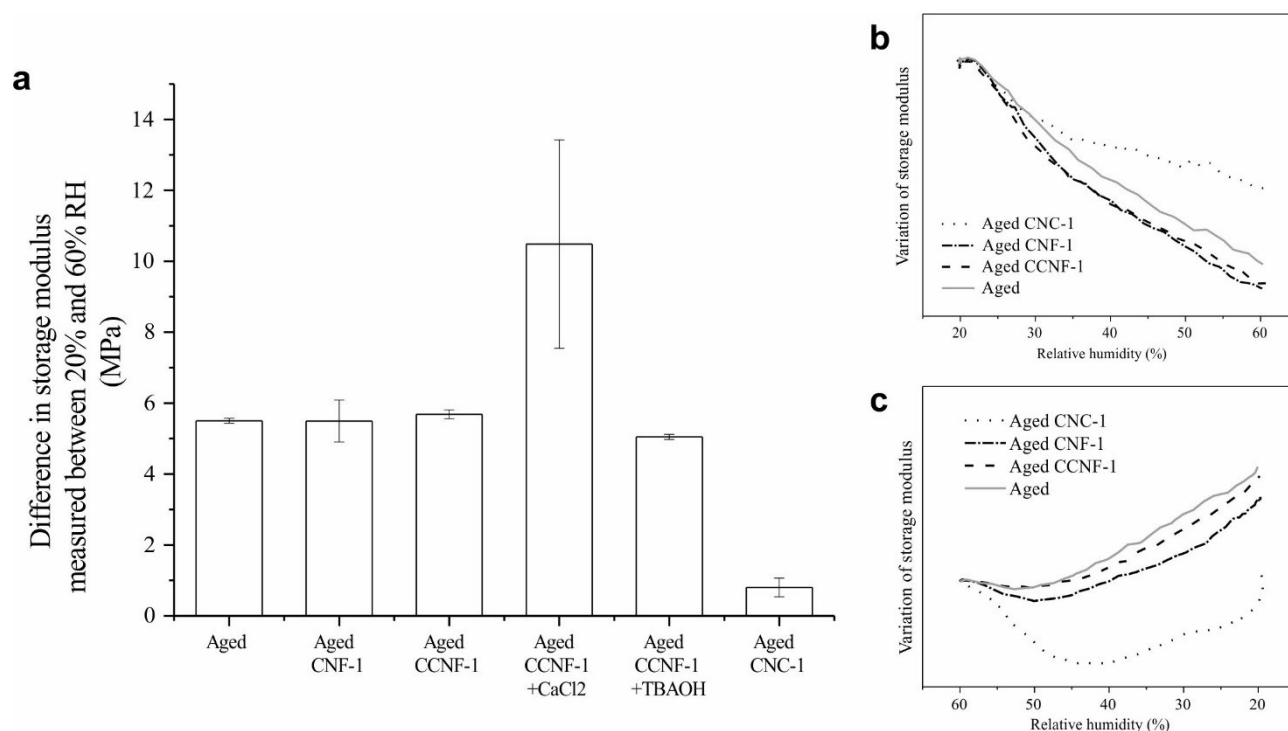 a
Difference in storage modulus
measured between 20% and 60% RH
(MPa)
14
12
10
8
6
4
2
0
Aged
Aged
CNF-1
Aged
CCNF-1
Aged
CCNF-1
+CaCl2
Aged
CCNF-1
+TBAOH
Aged
CNC-1
b
Variation of storage modulus
Aged CNC-1
Aged CNF-1
Aged CCNF-1
Aged
20 30 40 50 60
Relative humidity (%)
c
Variation of storage modulus
Aged CNC-1
Aged CNF-1
Aged CCNF-1
Aged
60 50 40 30 20
Relative humidity (%)